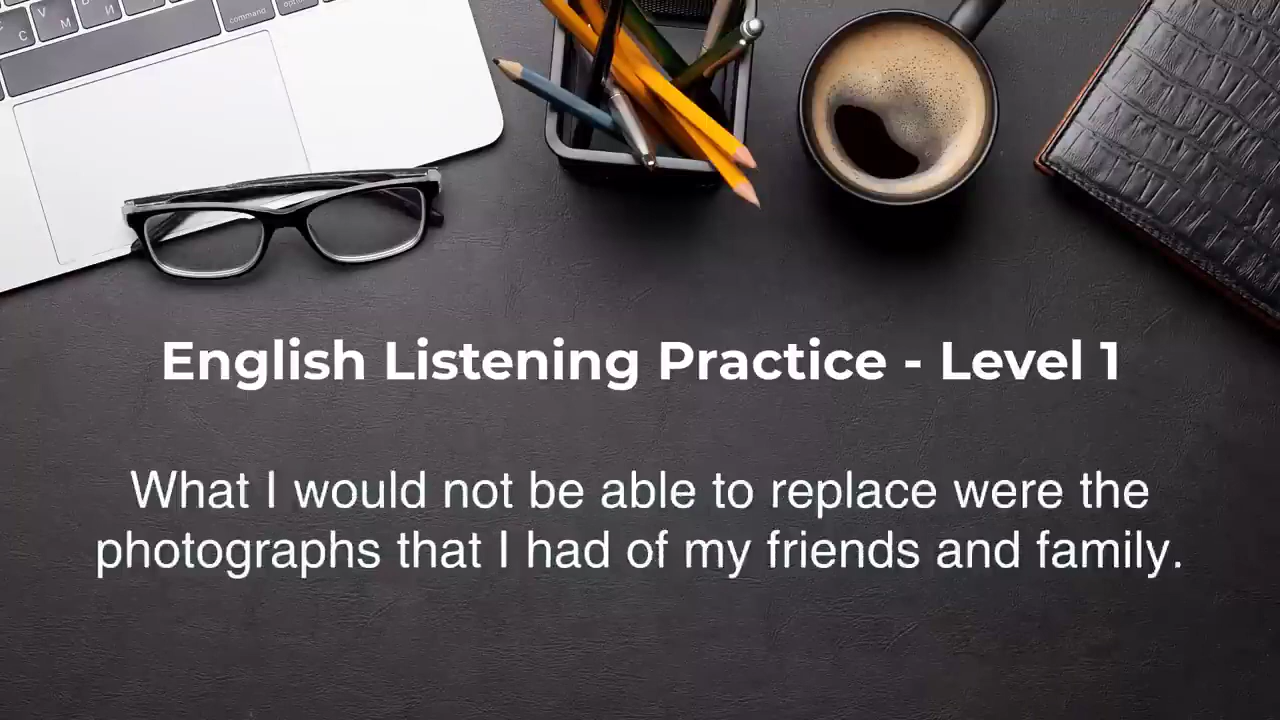 command
English Listening Practice - Level 1
What I would not be able to replace were the
photographs that I had of my friends and family.